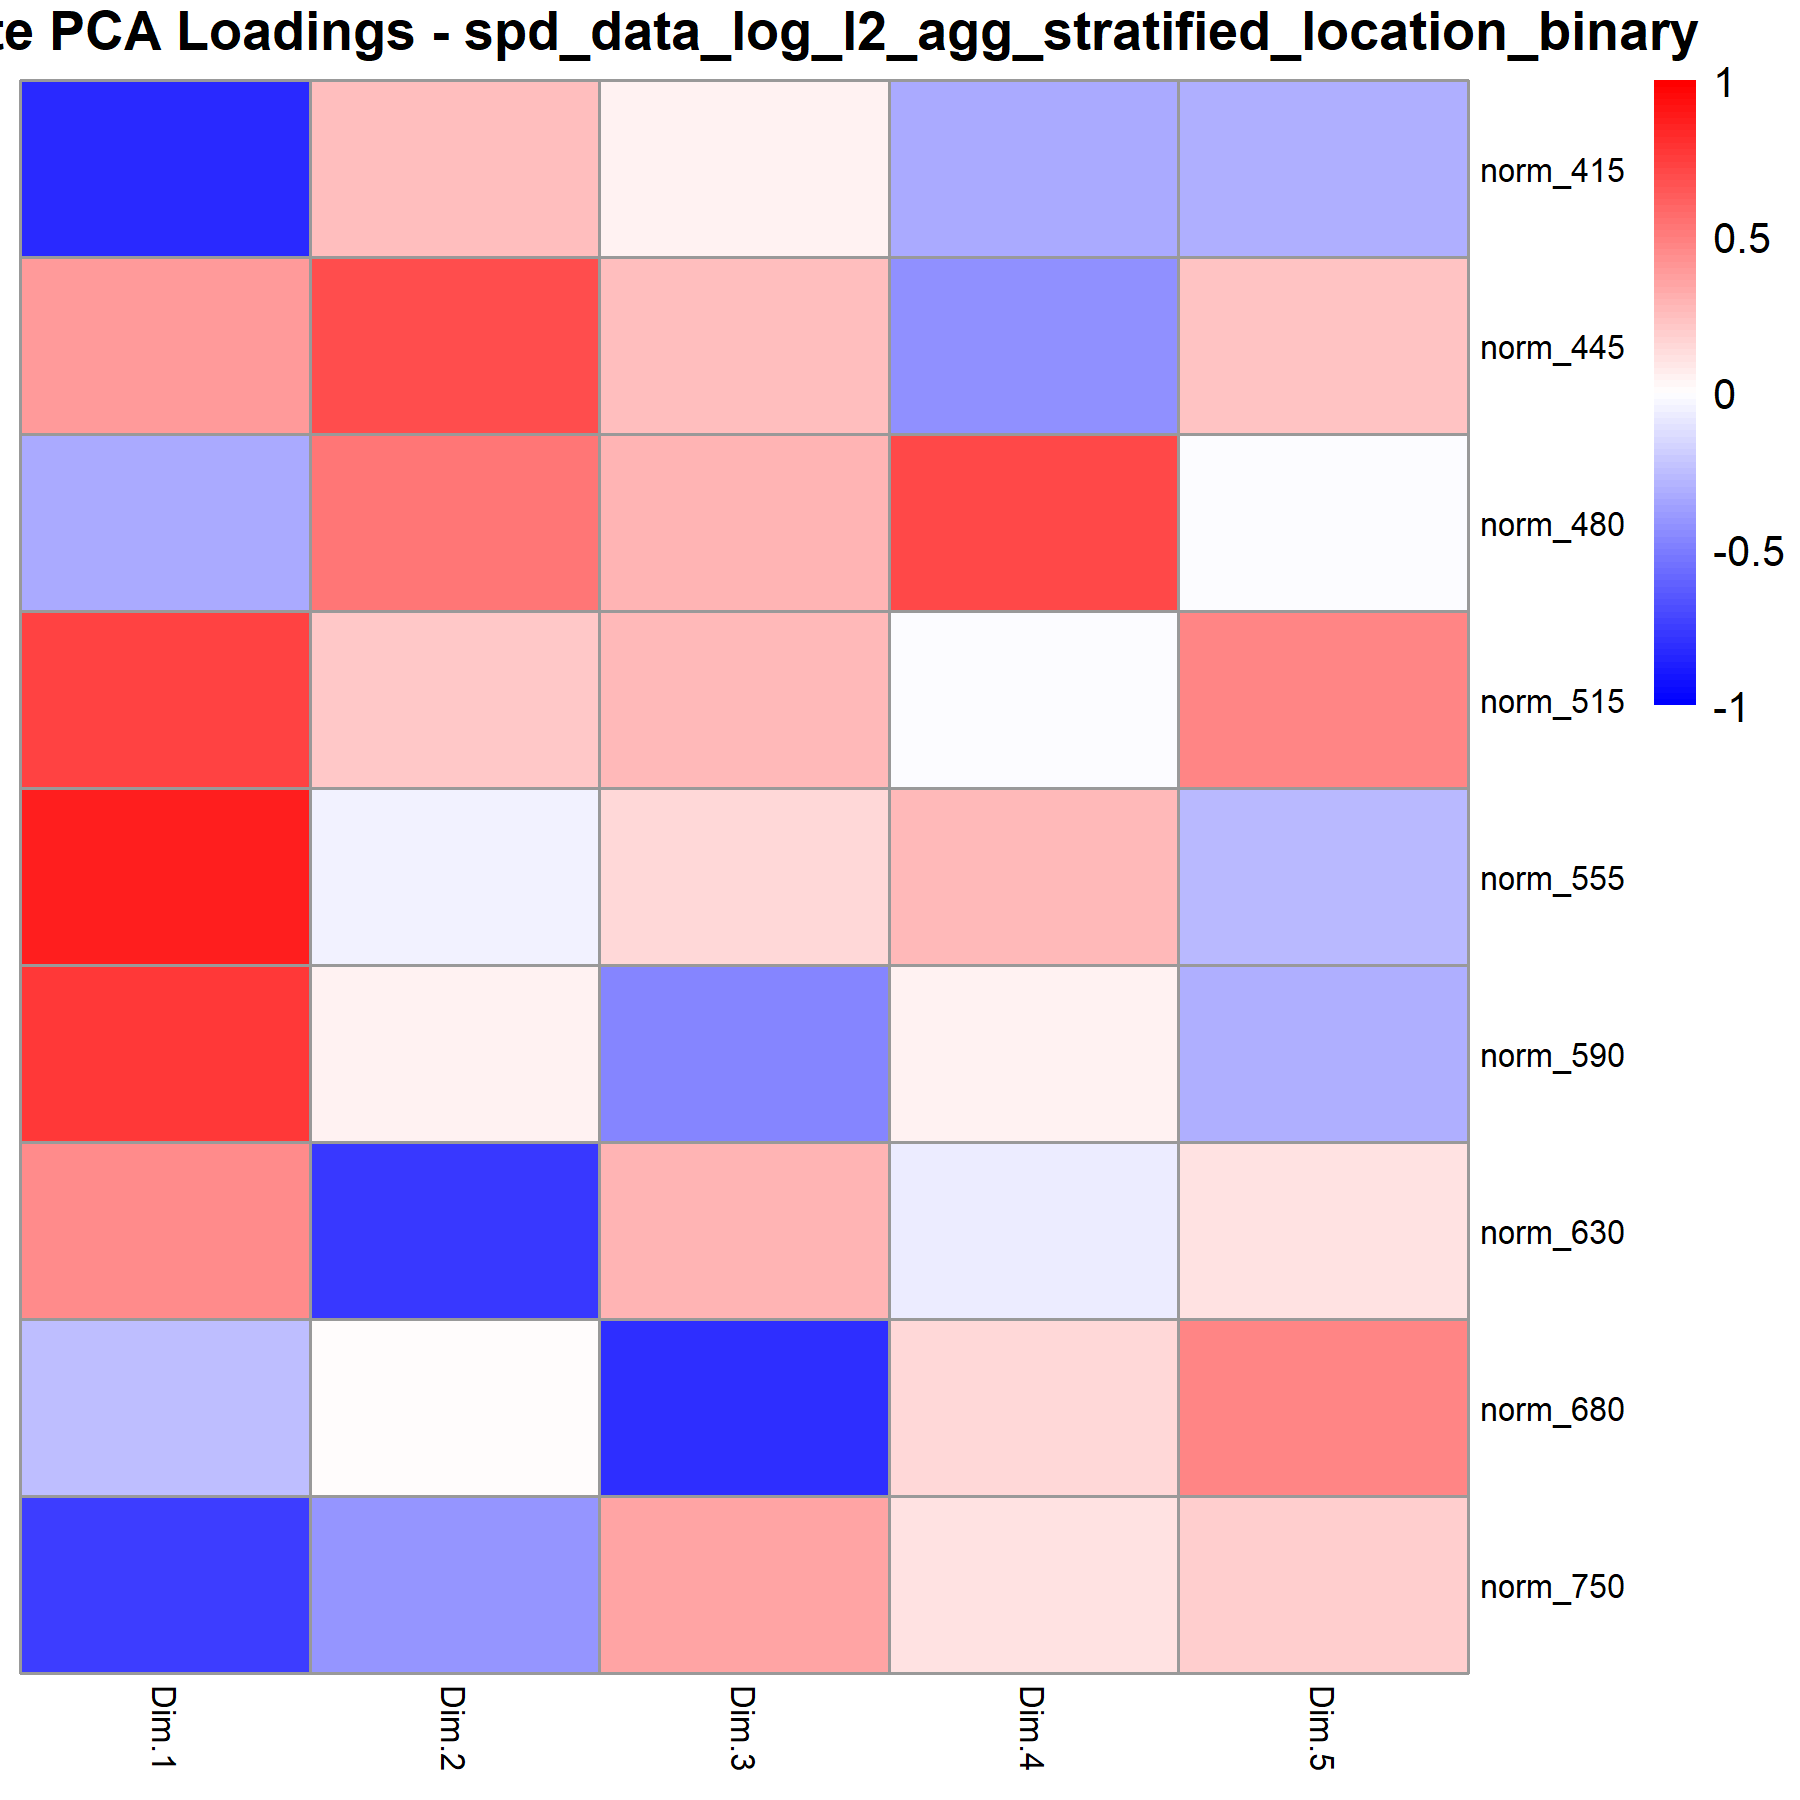 te PCA Loadings - spd_data_log_l2_agg_stratified_location_binary
1
0.5
0
-0.5
-1
norm_415
norm_445
norm_480
norm_515
norm_555
norm_590
norm_630
norm_680
norm_750
Dim.1
Dim.2
Dim.3
Dim.4
Dim.5